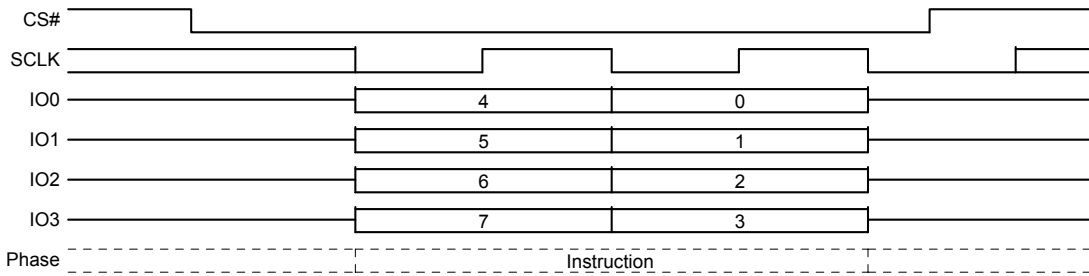 CS#
SCLK
IO0 4 0
IO1 5 1
IO2 6 2
IO3 7 3
Phase Instruction